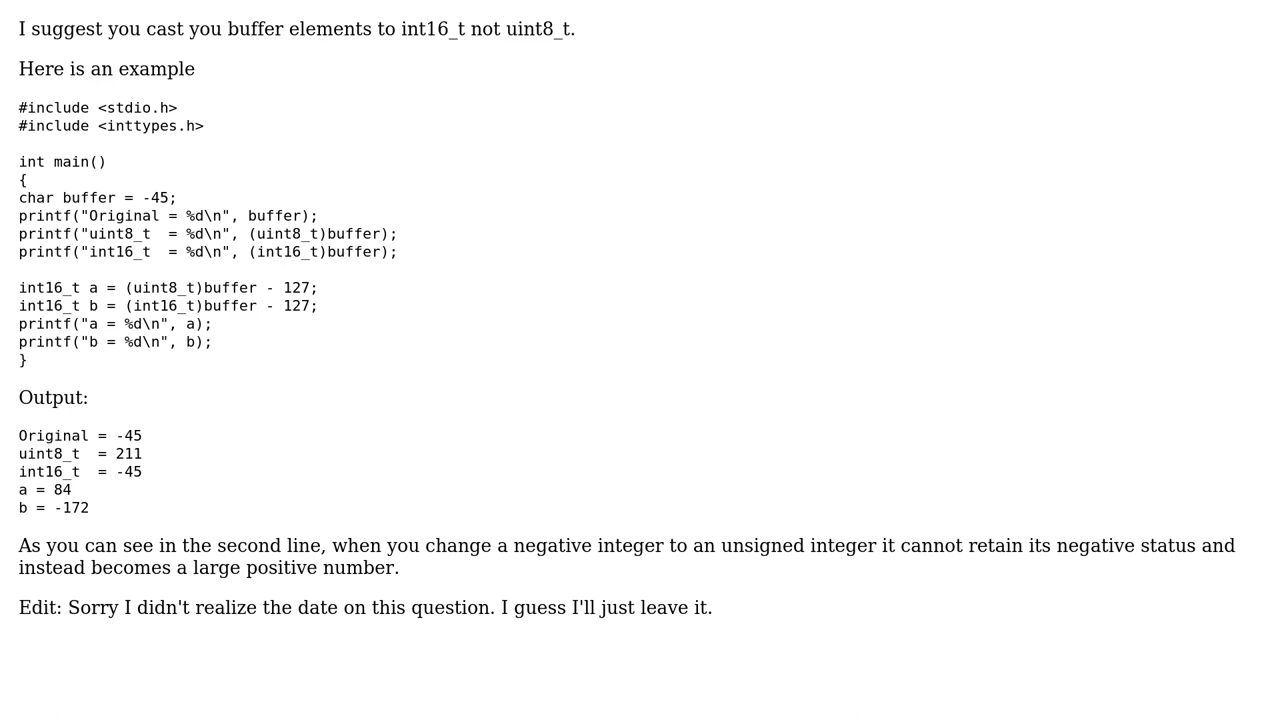 I suggest you cast you buffer elements to int16_t not uint8_t.
Here is an example
#include <stdio.h>
#include <inttypes.h>
int main()
{
char buffer = -45;
printf("Original = %d\n", buffer);
printf("uint8_t  = %d\n", (uint8_t)buffer);
printf("int16_t  = %d\n", (int16_t)buffer);
int16_t a = (uint8_t)buffer - 127;
int16_t b = (int16_t)buffer - 127;
printf("a = %d\n", a);
printf("b = %d\n", b);
}
Output:
Original = -45
uint8_t  = 211
int16_t  = -45
a = 84
b = -172
As you can see in the second line, when you change a negative integer to an unsigned integer it cannot retain its negative status and
instead becomes a large positive number.
Edit: Sorry I didn't realize the date on this question. I guess I'll just leave it.